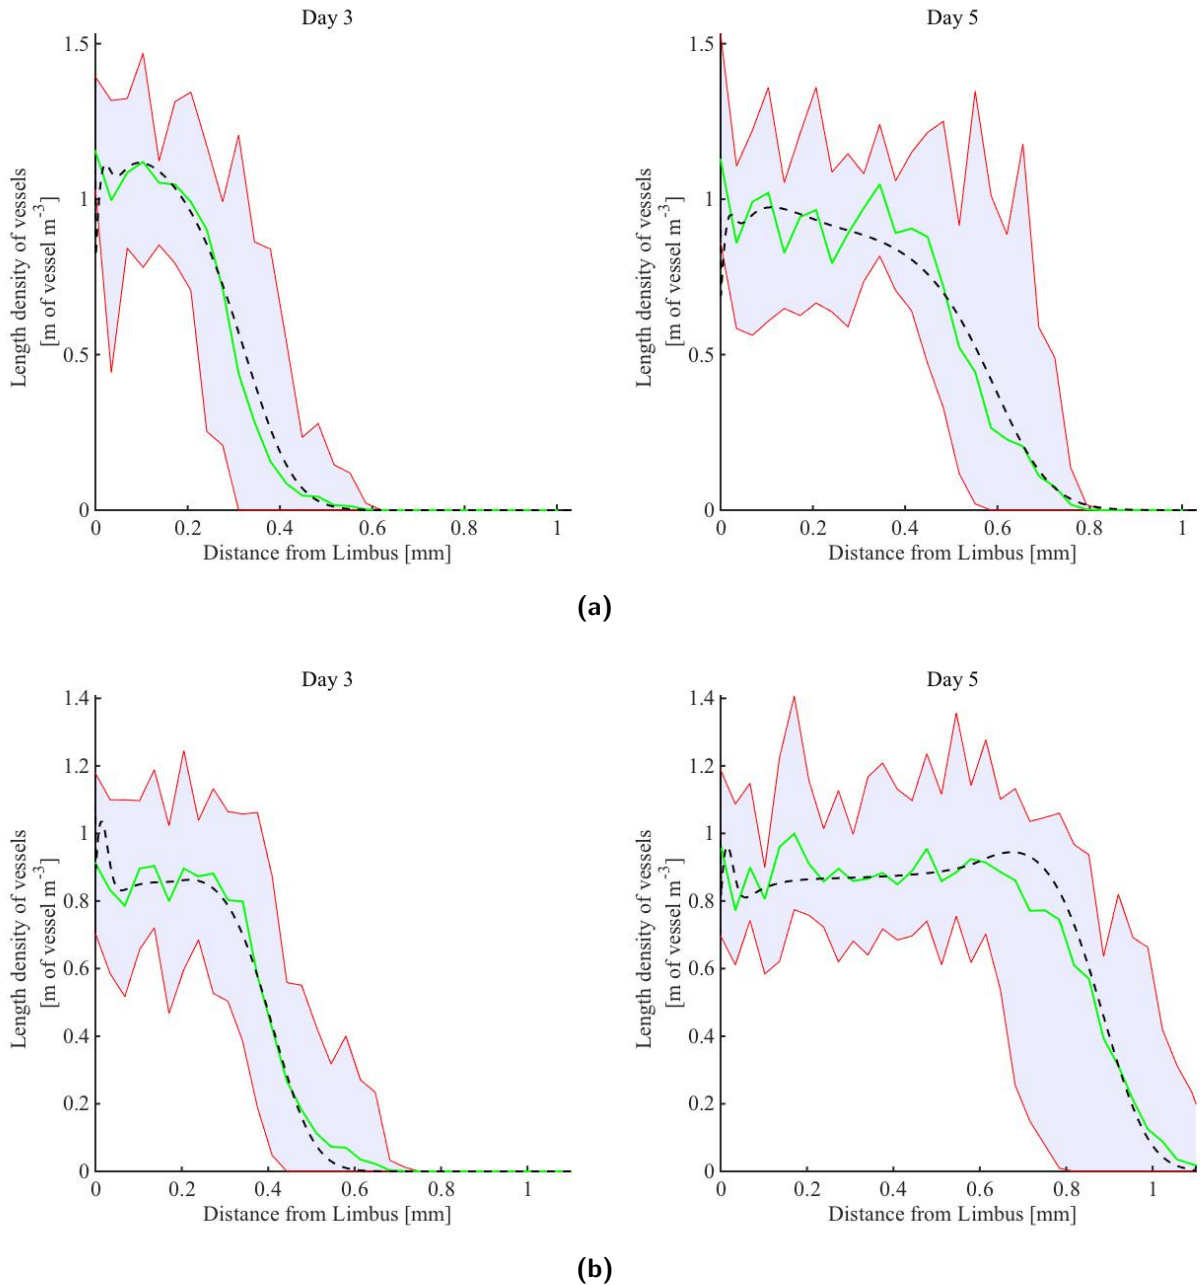 Day 3
Length density of vessels
[m of vessel m-3]
1.5
1
0.5
0
0 0.2 0.4 0.6 0.8 1
Distance from Limbus [mm]
Day 5
Length density of vessels
[m of vessel m-3]
1.5
1
0.5
0
0 0.2 0.4 0.6 0.8 1
Distance from Limbus [mm]
(a)
Day 3
Length density of vessels
[m of vessel m-3]
1.4
1.2
1
0.8
0.6
0.4
0.2
0
0 0.2 0.4 0.6 0.8 1
Distance from Limbus [mm]
Day 5
Length density of vessels
[m of vessel m-3]
1.4
1.2
1
0.8
0.6
0.4
0.2
0
0 0.2 0.4 0.6 0.8 1
Distance from Limbus [mm]
(b)